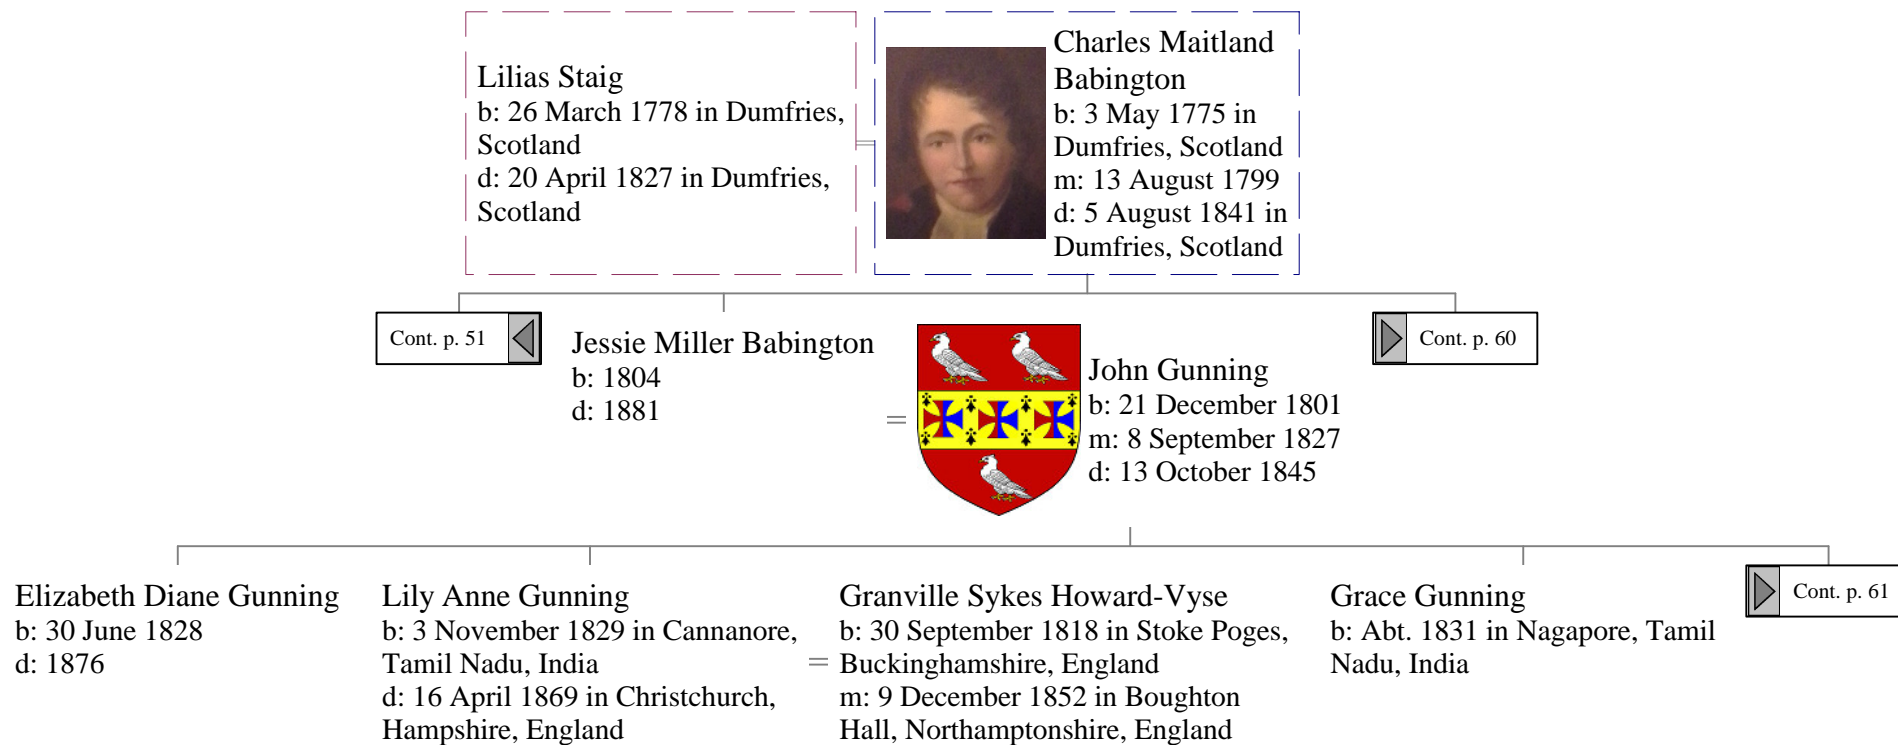 Lilias Staig
b: 26 March 1778 in Dumfries,
Scotland
d: 20 April 1827 in Dumfries,
Scotland
Charles Maitland
Babington
b: 3 May 1775 in
Dumfries, Scotland
m: 13 August 1799
d: 5 August 1841 in
Dumfries, Scotland
Cont. p. 51
Jessie Miller Babington
b: 1804
d: 1881
John Gunning
b: 21 December 1801
m: 8 September 1827
d: 13 October 1845
Cont. p. 60
Elizabeth Diane Gunning
b: 30 June 1828
d: 1876
Lily Anne Gunning
b: 3 November 1829 in Cannanore,
Tamil Nadu, India
d: 16 April 1869 in Christchurch,
Hampshire, England
Granville Sykes Howard-Vyse
b: 30 September 1818 in Stoke Poges,
Buckinghamshire, England
m: 9 December 1852 in Boughton
Hall, Northamptonshire, England
Grace Gunning
b: Abt. 1831 in Nagapore, Tamil
Nadu, India
Cont. p. 61